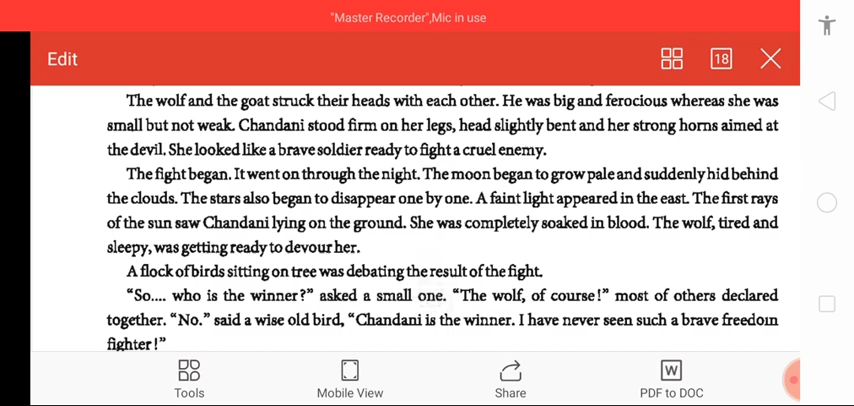 "Master Recorder",Mic in use
Edit
18
The wolf and the goat struck their heads with each other. He was big and ferocious whereas she was
small but not weak. Chandani stood firm on her legs, head slightly bent and her strong horns aimed at
the devil. She looked like a brave soldier ready to fight a cruel enemy.
The fight began. It went on through the night. The moon began to grow pale and suddenly hid behind
the clouds. The stars also began to disappear one by one. A faint light appeared in the east. The first rays
of the sun saw Chandani lying on the ground. She was completely soaked in blood. The wolf, tired and
sleepy, was getting ready to devour her.
A flock of birds sitting on tree was debating the result of the fight.
"So.... who is the winner?" asked a small one. "The wolf, of course!" most of others declared
together. "No." said a wise old bird, "Chandani is the winner. I have never seen such a brave freedom
fighter!"
Tools
Mobile View
Share
W
PDF to DOC